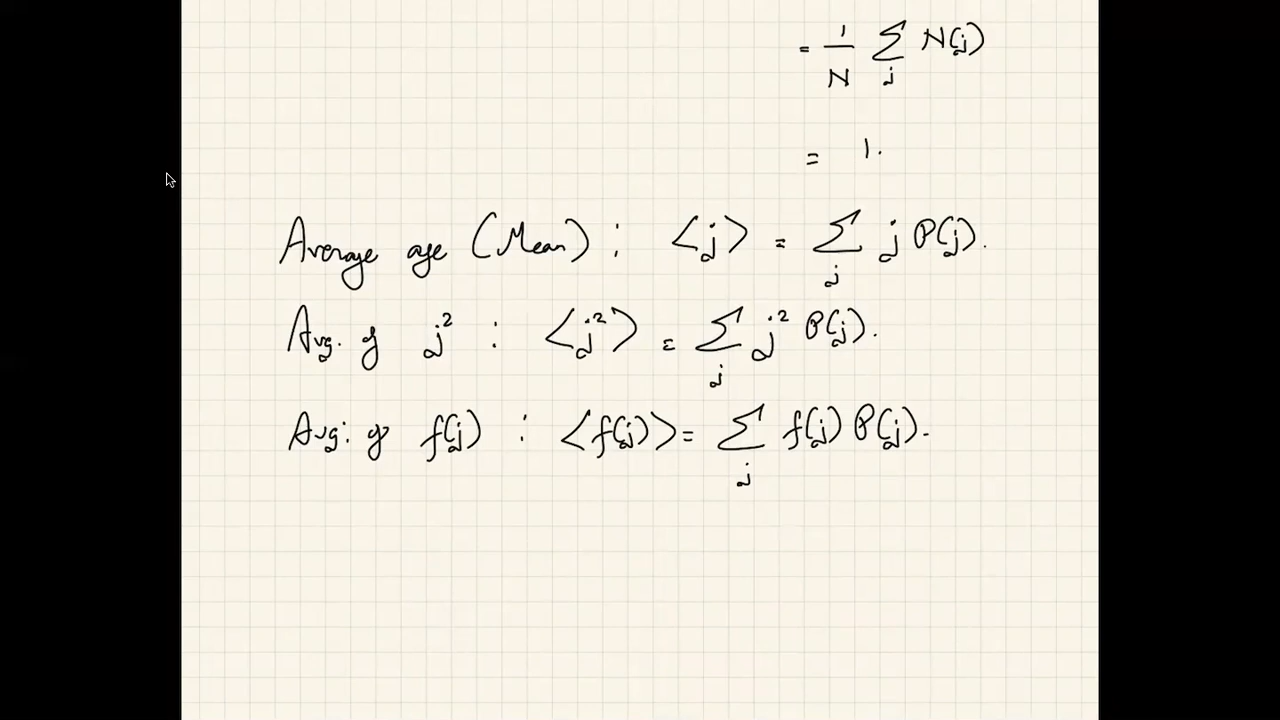 = 1/N ∑_j N(j)
= 1.
Average age (Mean) : <j> = ∑_j j P(j).
Avg. of j² : <j²> = ∑_j j² P(j).
Avg. of f(j) : <f(j)> = ∑_j f(j) P(j).